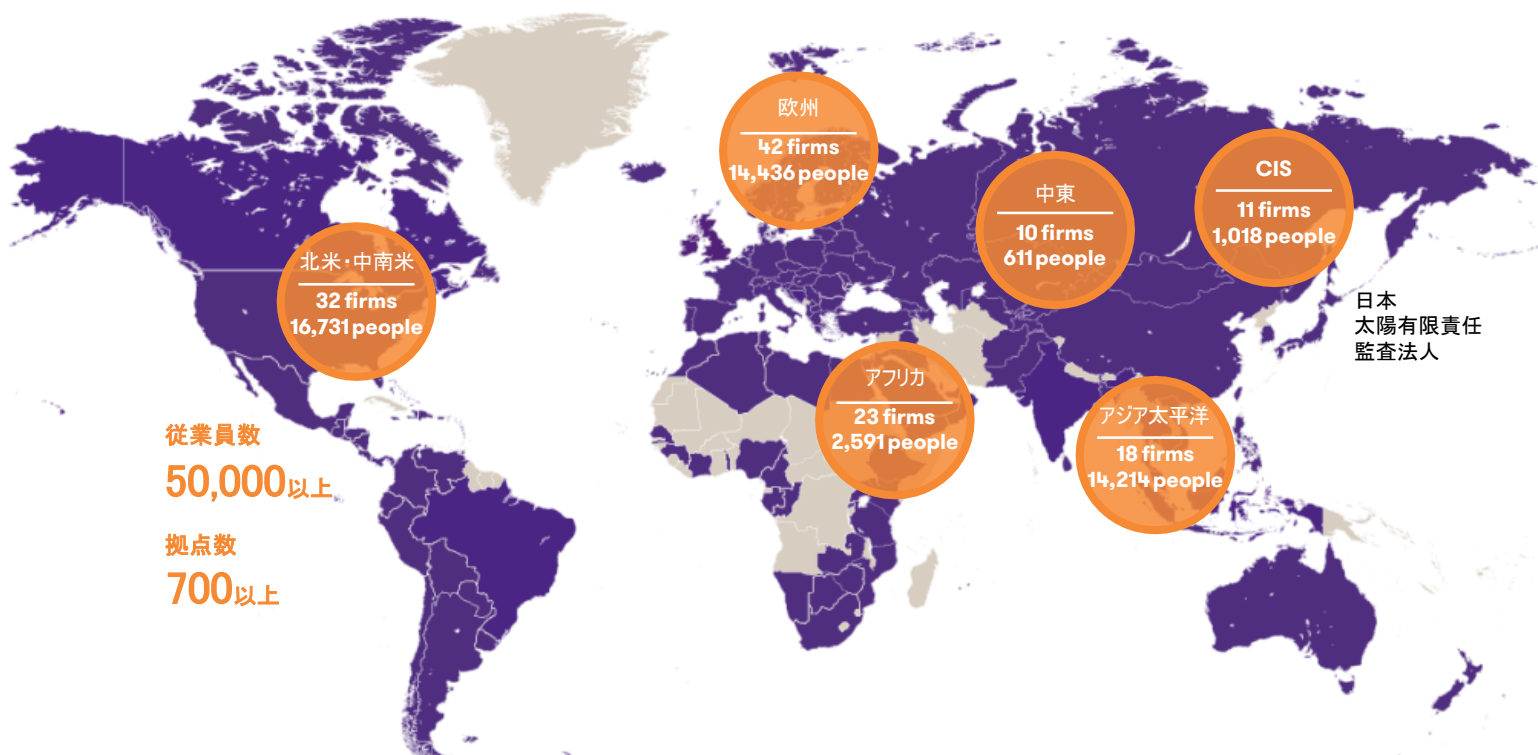 欧州
42 firms
14,436 people
中東
10 firms
611 people
CIS
11 firms
1,018 people
北米・中南米
32 firms
16,731 people
日本
太陽有限責任
監査法人
アフリカ
23 firms
2,591 people
アジア太平洋
18 firms
14,214 people
従業員数
50,000以上
拠点数
700以上